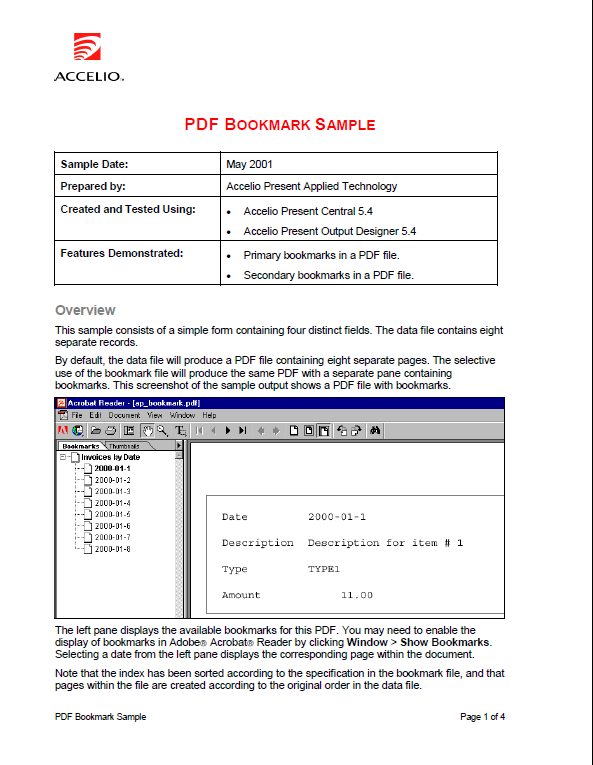 ACCELIO®
PDF BOOKMARK SAMPLE
Sample Date: May 2001
Prepared by: Accelio Present Applied Technology
Created and Tested Using: • Accelio Present Central 5.4
• Accelio Present Output Designer 5.4
Features Demonstrated: • Primary bookmarks in a PDF file.
• Secondary bookmarks in a PDF file.
Overview
This sample consists of a simple form containing four distinct fields. The data file contains eight
separate records.
By default, the data file will produce a PDF file containing eight separate pages. The selective
use of the bookmark file will produce the same PDF with a separate pane containing
bookmarks. This screenshot of the sample output shows a PDF file with bookmarks.
Acrobat Reader - [ap_bookmark.pdf]
File Edit Document View Window Help
Bookmarks Thumbnails
Invoices by Date
2000-01-1
2000-01-2
2000-01-3
2000-01-4
2000-01-5
2000-01-6
2000-01-7
2000-01-8
Date 2000-01-1
Description Description for item # 1
Type TYPE1
Amount 11.00
The left pane displays the available bookmarks for this PDF. You may need to enable the
display of bookmarks in Adobe® Acrobat® Reader by clicking Window > Show Bookmarks.
Selecting a date from the left pane displays the corresponding page within the document.
Note that the index has been sorted according to the specification in the bookmark file, and that
pages within the file are created according to the original order in the data file.
PDF Bookmark Sample Page 1 of 4